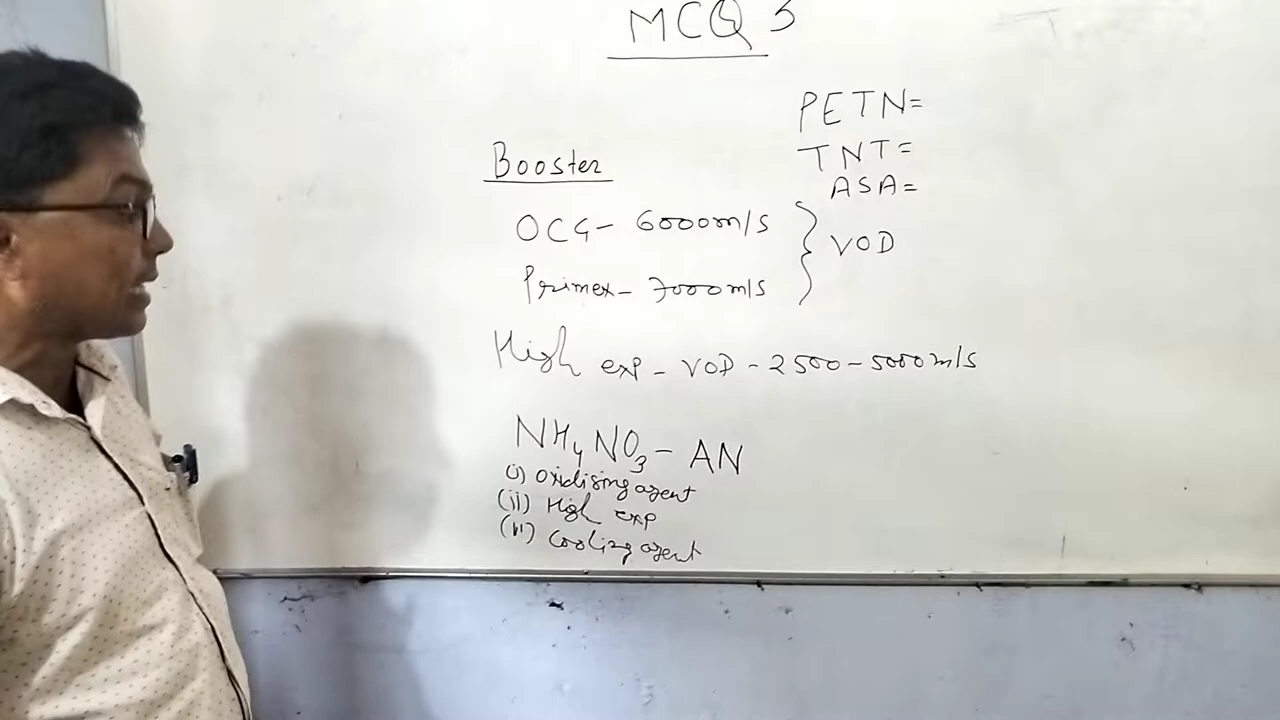 MCQ 3
PETN=
TNT=
ASA=
Booster
OCG- 6000m/s
Primex- 7000m/s
} VOD
High exp - VOD - 2500-5000m/s
NH4NO3- AN
(i) Oxidising agent
(ii) High exp
(iii) Cooling agent